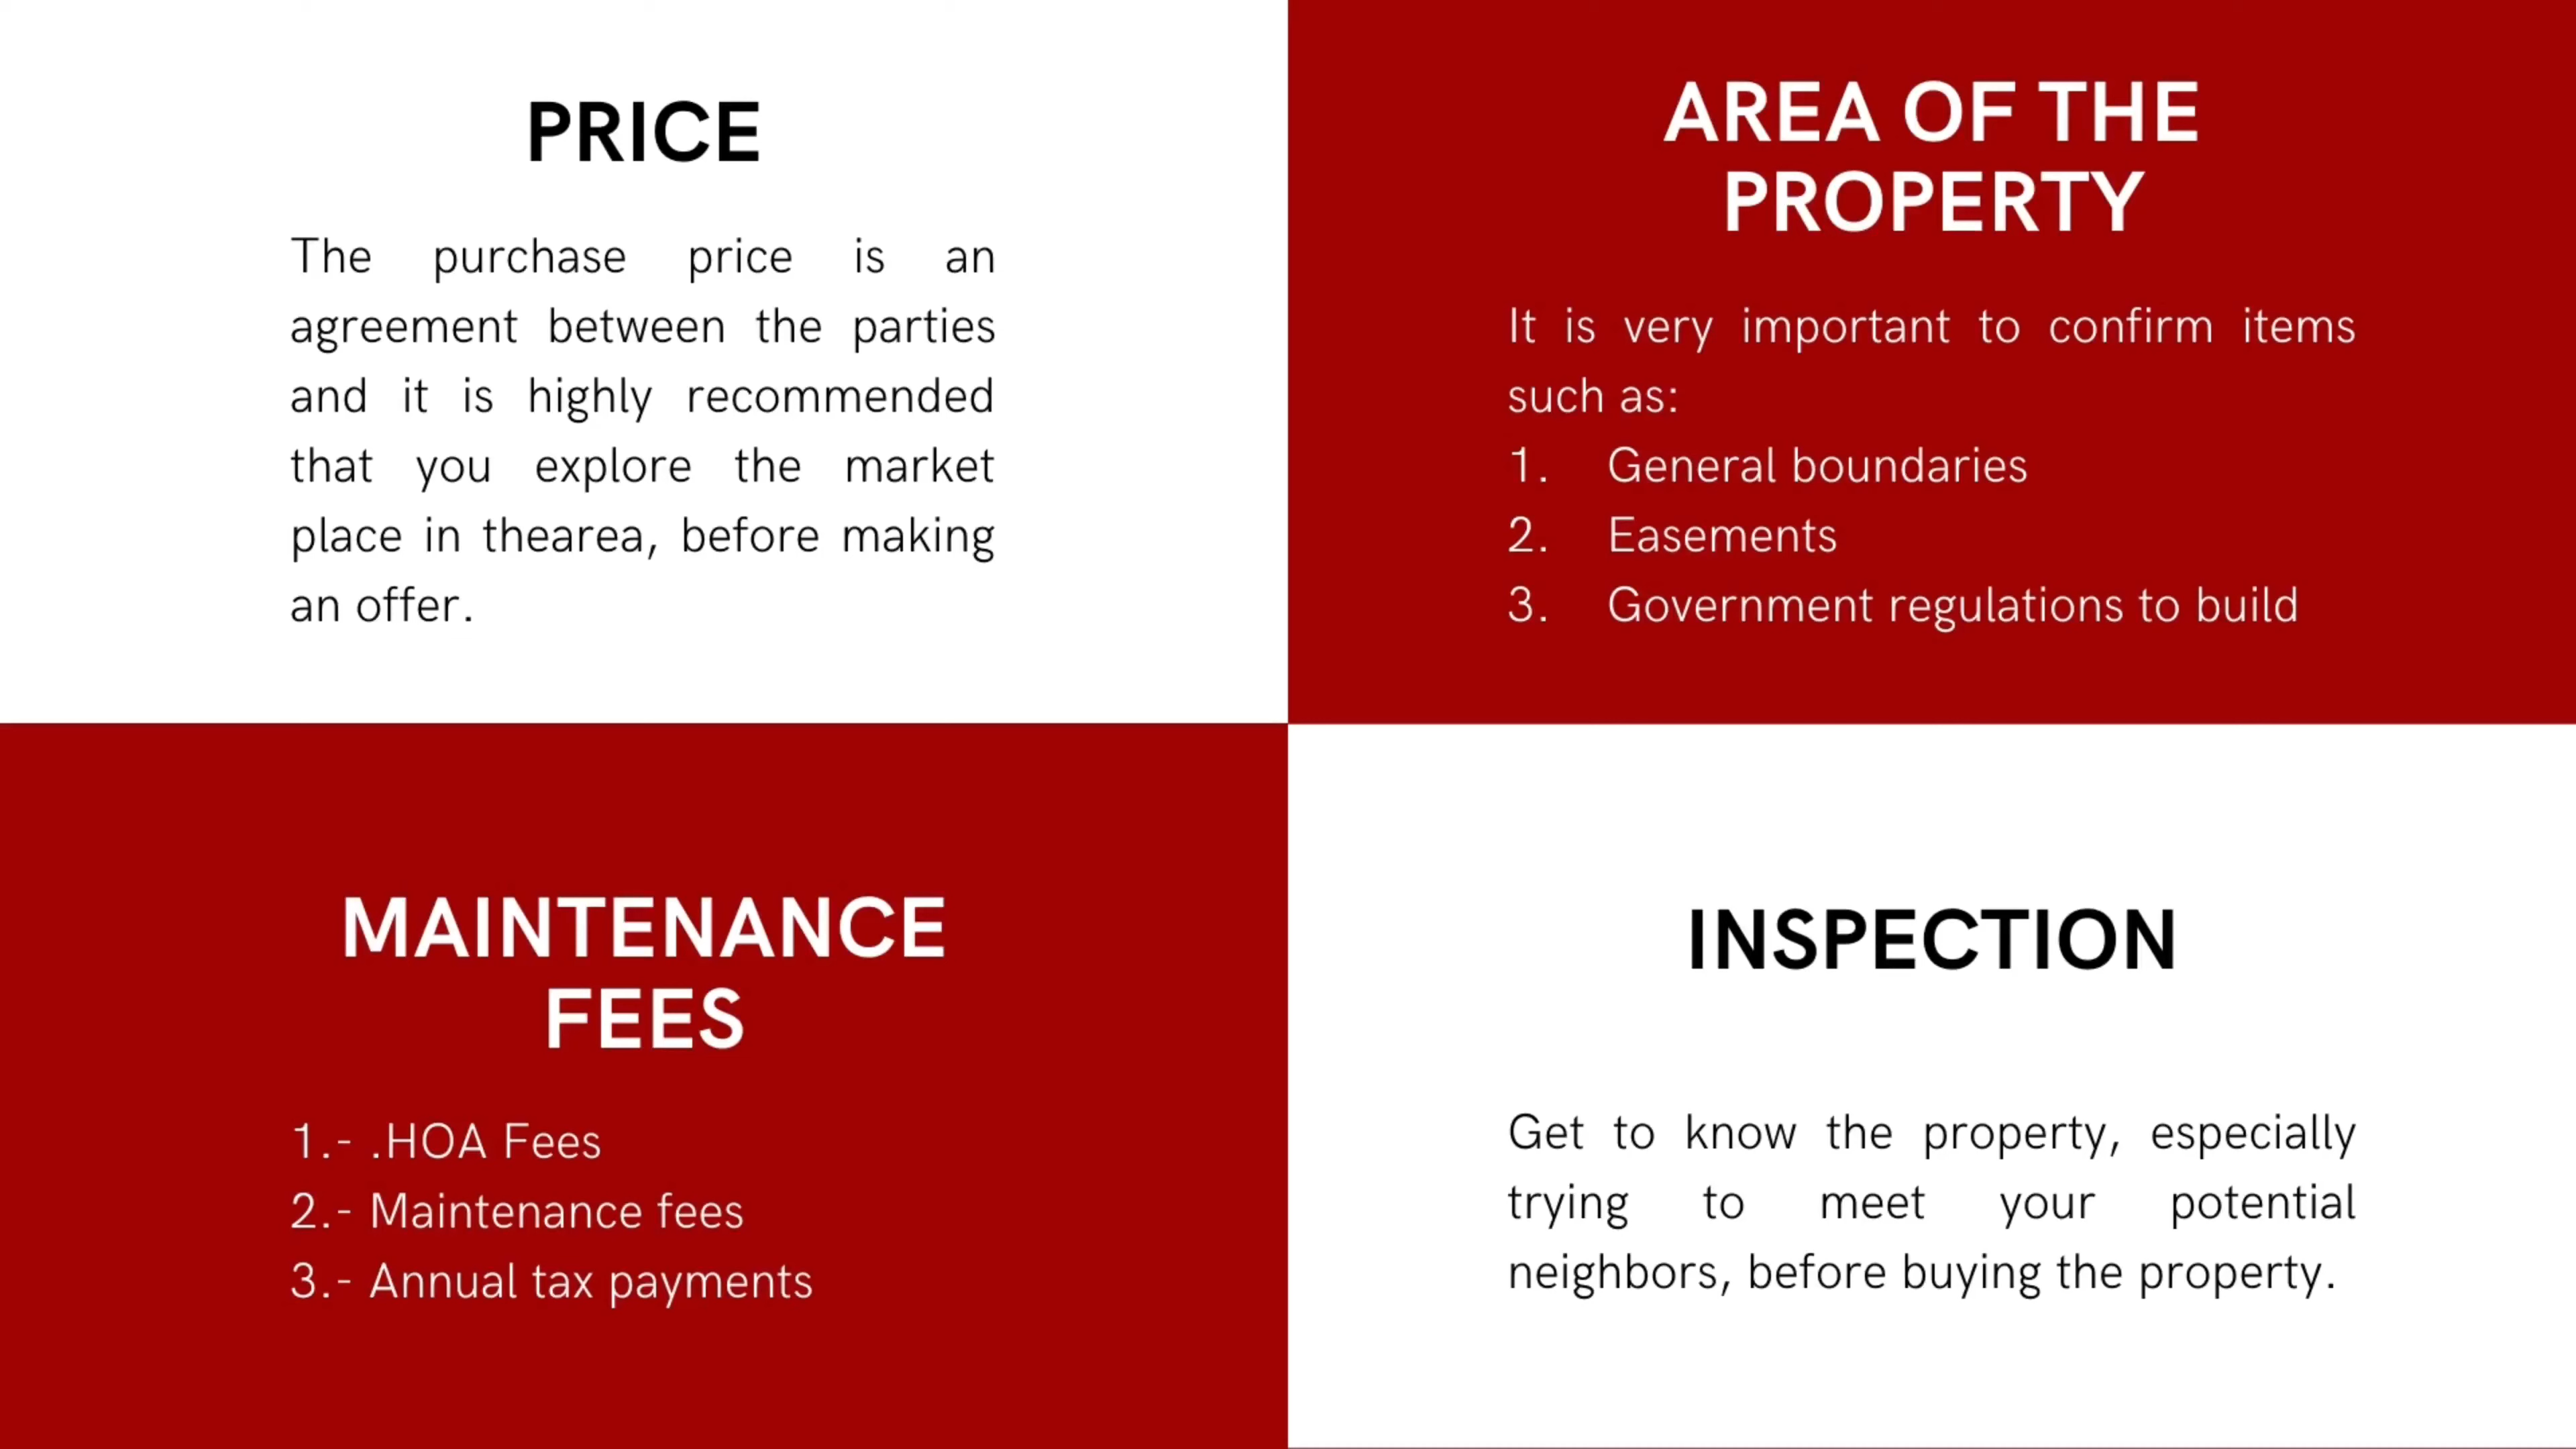 PRICE
The purchase price is an
agreement between the parties
and it is highly recommended
that you explore the market
place in thearea, before making
an offer.
AREA OF THE
PROPERTY
It is very important to confirm items
such as:
1. General boundaries
2. Easements
3. Government regulations to build
MAINTENANCE
FEES
1.- .HOA Fees
2.- Maintenance fees
3.- Annual tax payments
INSPECTION
Get to know the property, especially
trying to meet your potential
neighbors, before buying the property.